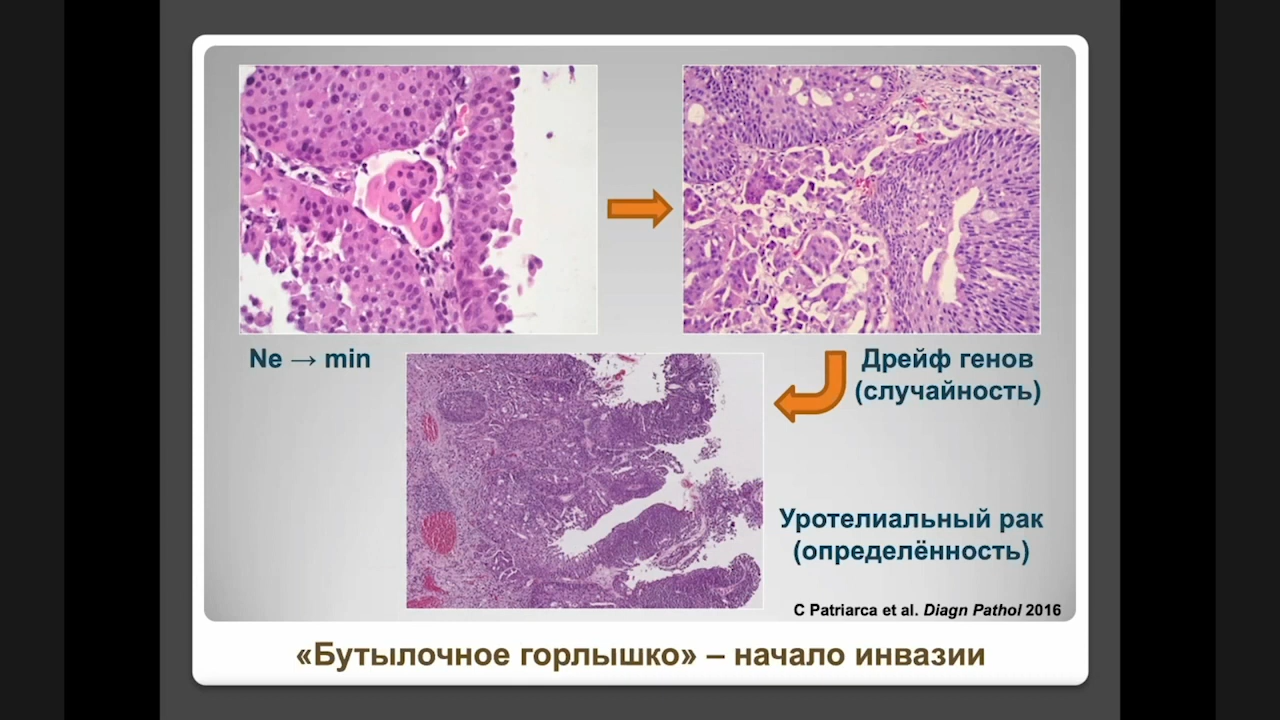 Ne → min
Дрейф генов
(случайность)
Уротелиальный рак
(определённость)
C Patriarca et al. Diagn Pathol 2016
«Бутылочное горлышко» – начало инвазии